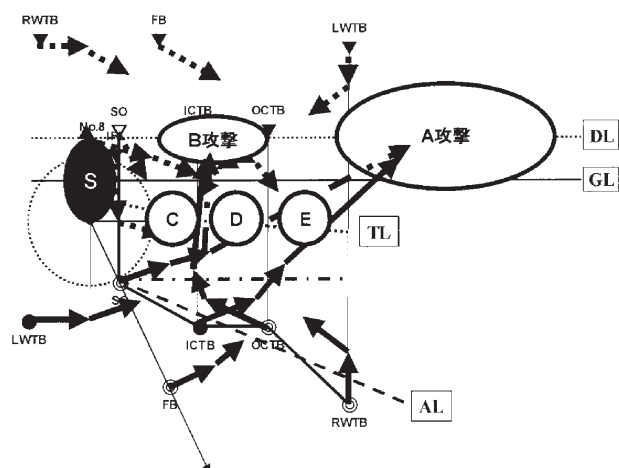 RWTB
FB
LWTB
SO
ICTB
OCTB
No.8
B攻撃
A攻撃
DL
S
GL
C
D
E
TL
LWTB
ICTB
OCTB
FB
RWTB
AL